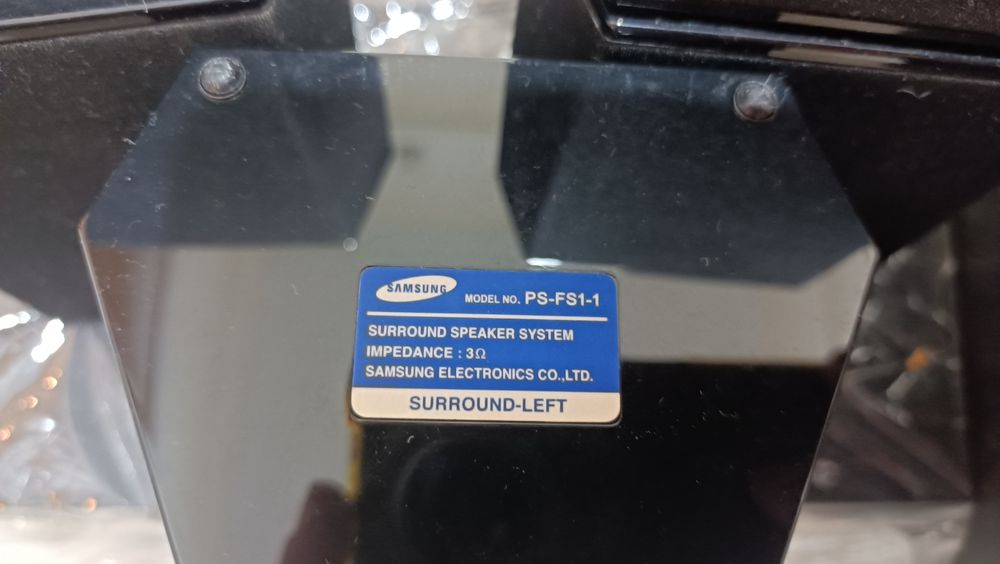 SAMSUNG
MODEL NO. PS-FS1-1
SURROUND SPEAKER SYSTEM
IMPEDANCE : 3Ω
SAMSUNG ELECTRONICS CO.,LTD.
SURROUND-LEFT